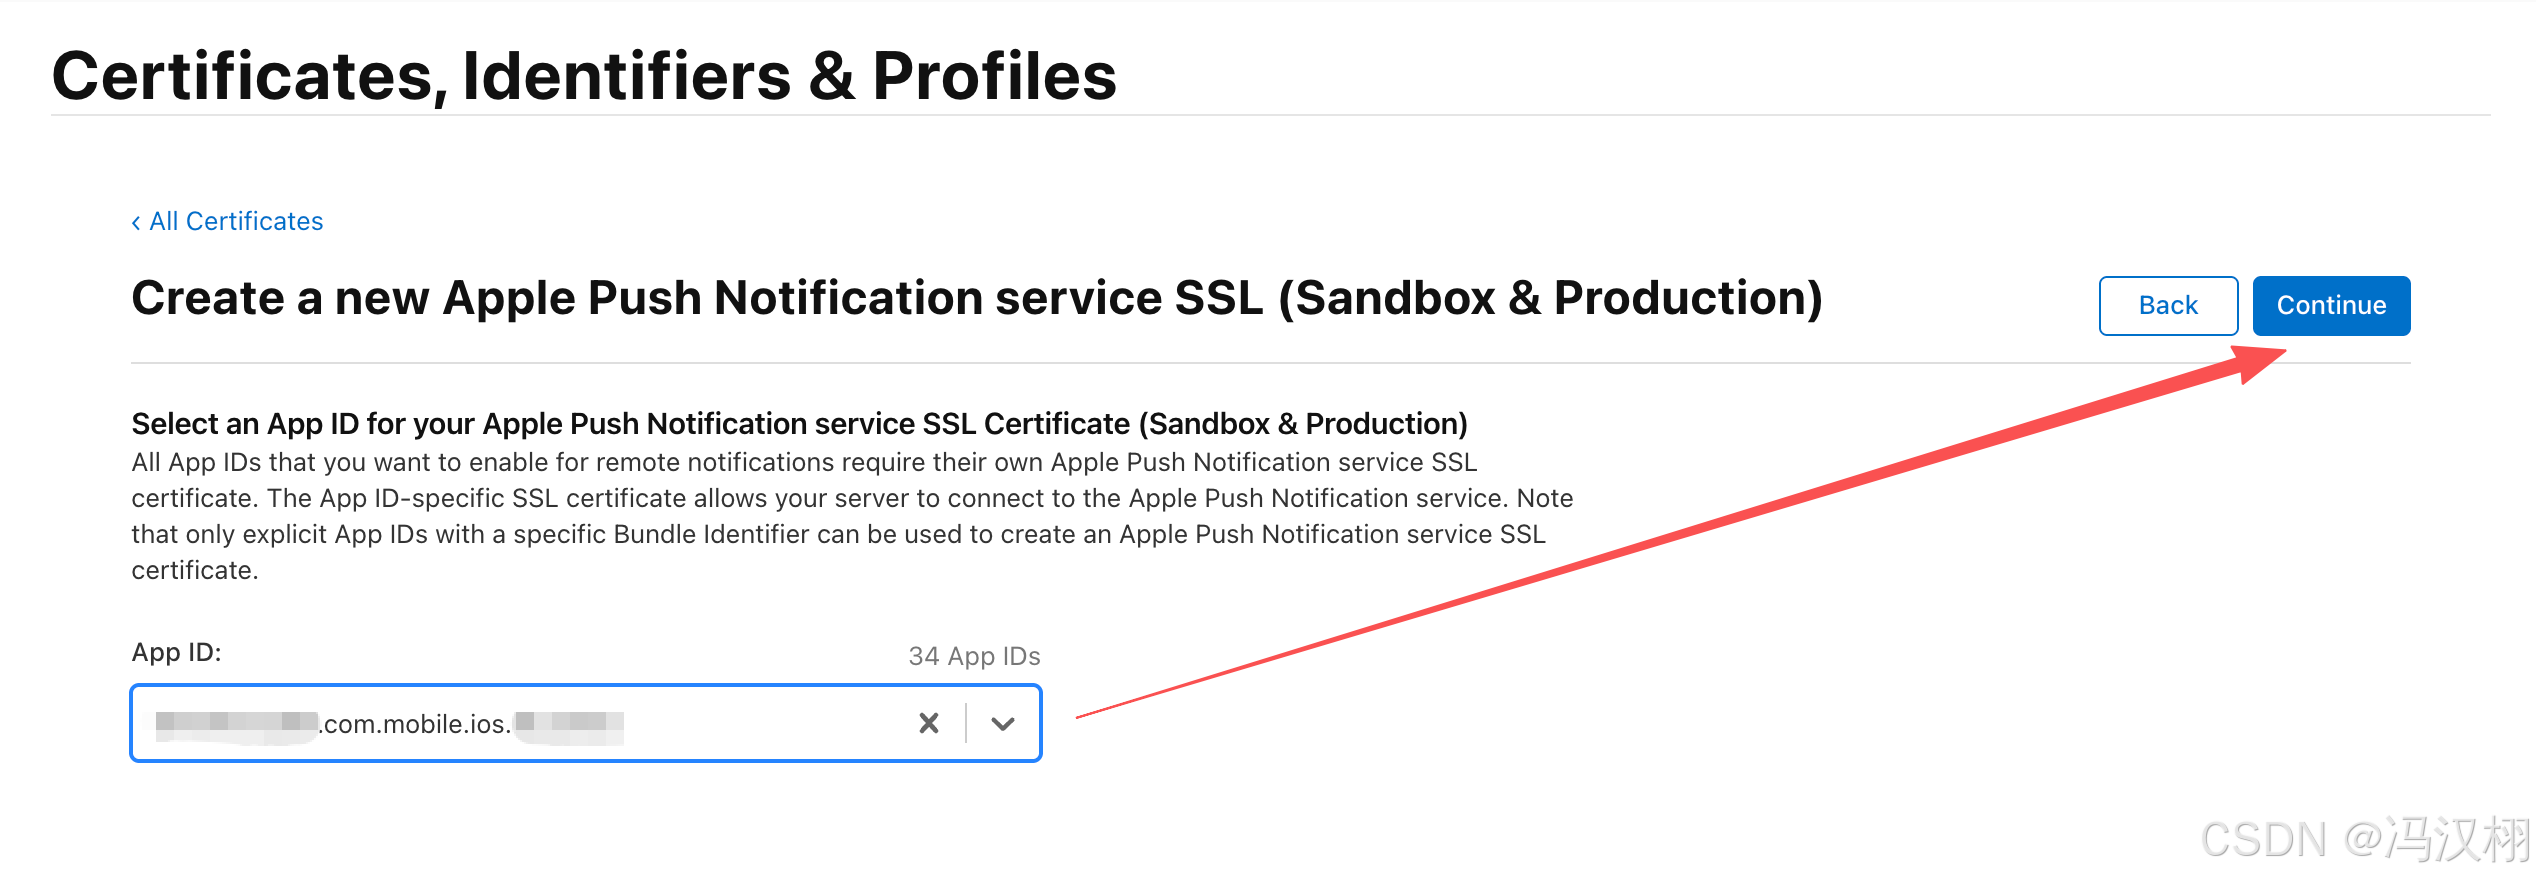 Certificates, Identifiers & Profiles
‹ All Certificates
Create a new Apple Push Notification service SSL (Sandbox & Production)
Back
Continue
Select an App ID for your Apple Push Notification service SSL Certificate (Sandbox & Production)
All App IDs that you want to enable for remote notifications require their own Apple Push Notification service SSL
certificate. The App ID-specific SSL certificate allows your server to connect to the Apple Push Notification service. Note
that only explicit App IDs with a specific Bundle Identifier can be used to create an Apple Push Notification service SSL
certificate.
App ID:
34 App IDs
.com.mobile.ios.
CSDN @冯汉栩